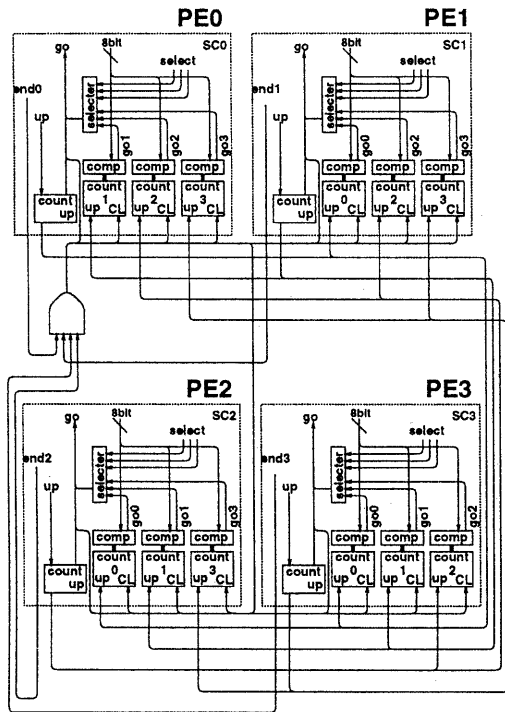 PE0
PE1
go
8bit
select
SC0
end0
up
selecter
go1
go2
go3
comp
comp
comp
count
1
up CL
count
2
up CL
count
3
up CL
count
up
go
8bit
select
SC1
end1
up
selecter
go0
go2
go3
comp
comp
comp
count
0
up CL
count
2
up CL
count
3
up CL
count
up
PE2
PE3
go
8bit
select
SC2
end2
up
selecter
go0
go1
go3
comp
comp
comp
count
0
up CL
count
1
up CL
count
3
up CL
count
up
go
8bit
select
SC3
end3
up
selecter
go0
go1
go2
comp
comp
comp
count
0
up CL
count
1
up CL
count
2
up CL
count
up